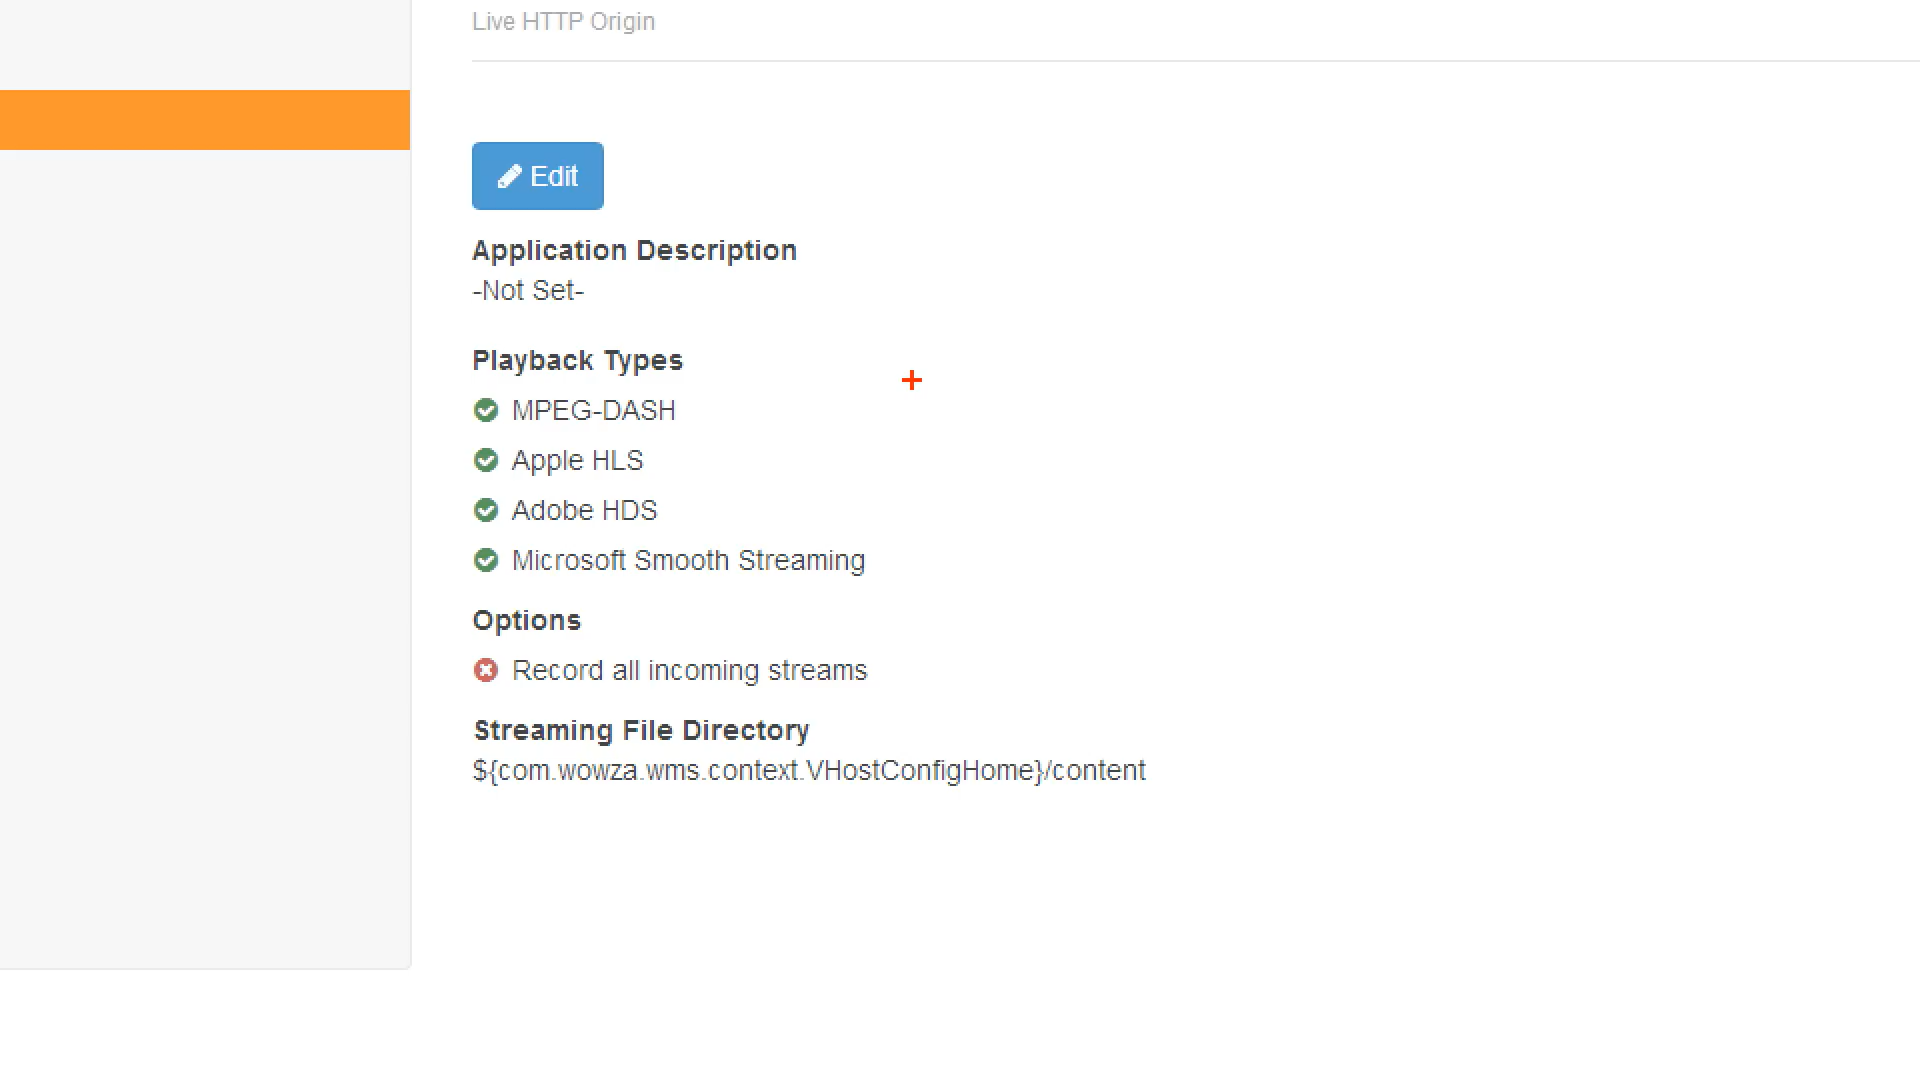 Live HTTP Origin
Edit
Application Description
-Not Set-
Playback Types
MPEG-DASH
Apple HLS
Adobe HDS
Microsoft Smooth Streaming
Options
Record all incoming streams
Streaming File Directory
${com.wowza.wms.context.VHostConfigHome}/content